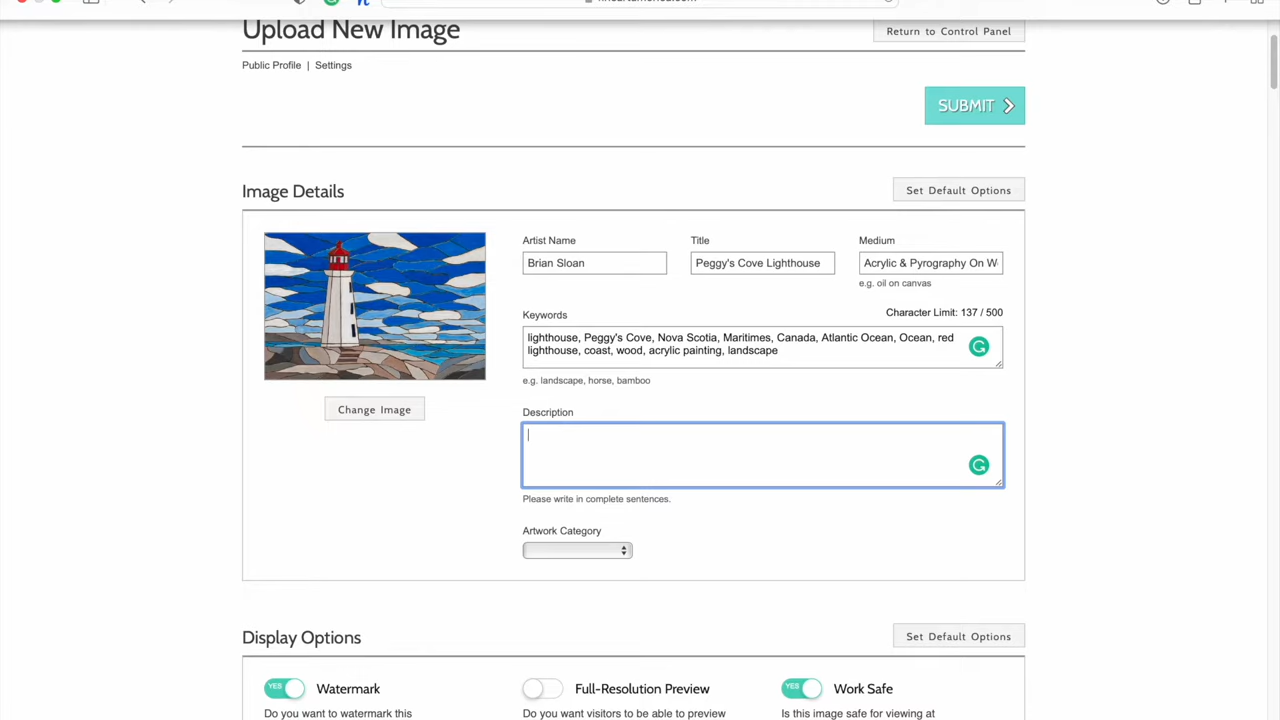 Upload New Image
Return to Control Panel
Public Profile | Settings
SUBMIT
Image Details
Set Default Options
Artist Name
Title
Medium
Brian Sloan
Peggy's Cove Lighthouse
Acrylic & Pyrography On W
e.g. oil on canvas
Keywords
Character Limit: 137 / 500
lighthouse, Peggy's Cove, Nova Scotia, Maritimes, Canada, Atlantic Ocean, Ocean, red
lighthouse, coast, wood, acrylic painting, landscape
e.g. landscape, horse, bamboo
Change Image
Description
Please write in complete sentences.
Artwork Category
Display Options
Set Default Options
YES
Watermark
Full-Resolution Preview
YES
Work Safe
Do you want to watermark this
Do you want visitors to be able to preview
Is this image safe for viewing at